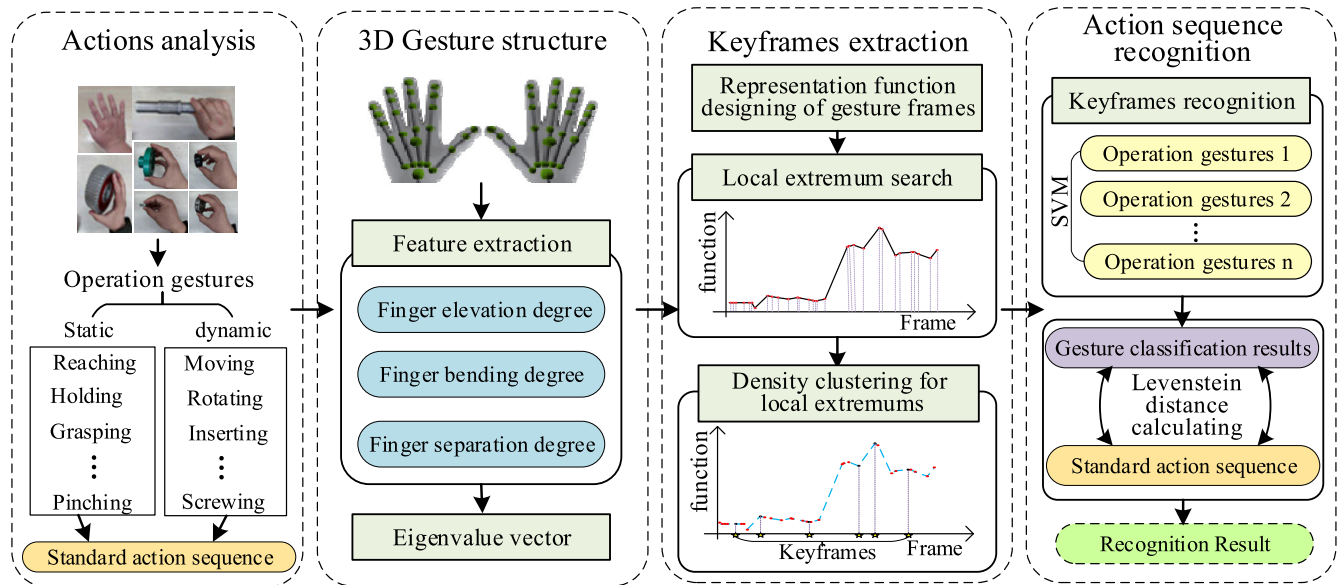 Actions analysis
Operation gestures
Static
dynamic
Reaching
Holding
Grasping
Pinching
Moving
Rotating
Inserting
Screwing
Standard action sequence
3D Gesture structure
Feature extraction
Finger elevation degree
Finger bending degree
Finger separation degree
Eigenvalue vector
Keyframes extraction
Representation function
designing of gesture frames
Local extremum search
function
Frame
Density clustering for
local extremums
function
Keyframes
Frame
Action sequence
recognition
Keyframes recognition
SVM
Operation gestures 1
Operation gestures 2
Operation gestures n
Gesture classification results
Levenstein
distance
calculating
Standard action sequence
Recognition Result